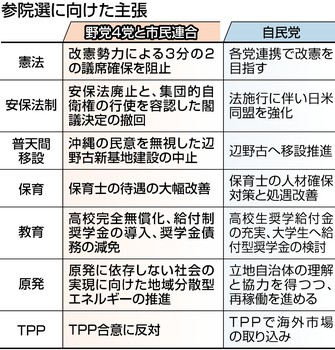 参院選に向けた主張
野党4党と市民連合
自民党
憲法
改憲勢力による3分の2
の議席確保を阻止
各党連携で改憲を
目指す
安保法制
安保法廃止と、集団的自
衛権の行使を容認した閣
議決定の撤回
法施行に伴い日米
同盟を強化
普天間
移設
沖縄の民意を無視した辺
野古新基地建設の中止
辺野古へ移設推進
保育
保育士の待遇の大幅改善
保育士の人材確保
対策と処遇改善
教育
高校完全無償化、給付制
奨学金の導入、奨学金債
務の減免
高校生奨学給付金
の充実、大学生へ給
付型奨学金の検討
原発
原発に依存しない社会の
実現に向けた地域分散型
エネルギーの推進
立地自治体の理解
と協力を得つつ、
再稼働を進める
TPP
TPP合意に反対
TPPで海外市場
の取り込み